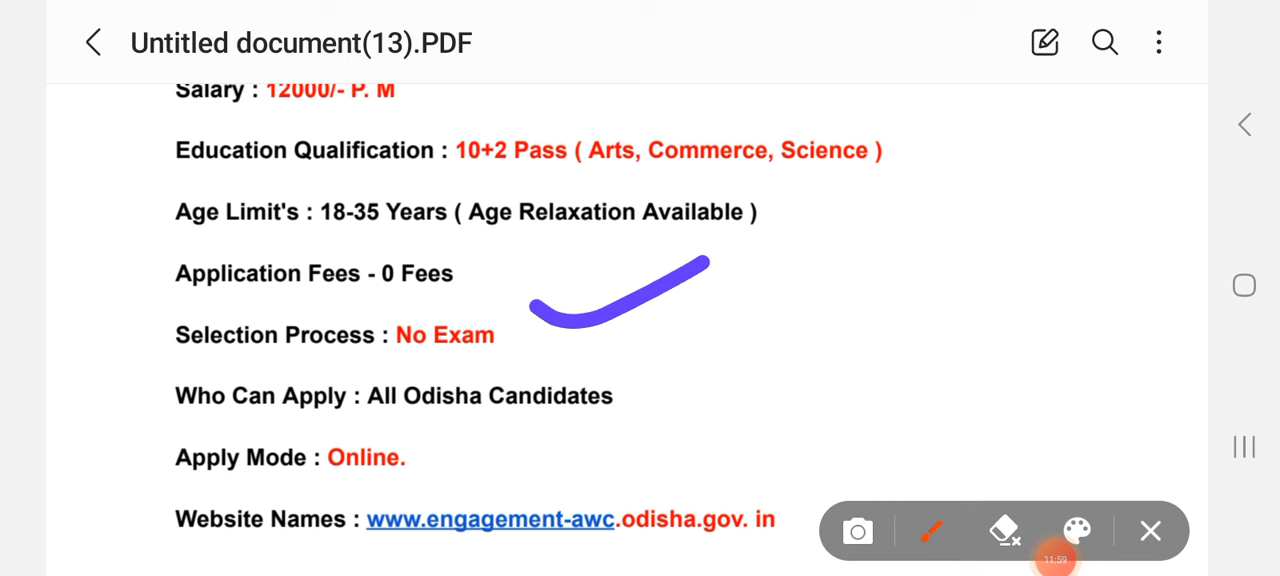 Untitled document(13).PDF
Salary : 12000/- P. M
Education Qualification : 10+2 Pass ( Arts, Commerce, Science )
Age Limit's : 18-35 Years ( Age Relaxation Available )
Application Fees - 0 Fees
Selection Process : No Exam
Who Can Apply : All Odisha Candidates
Apply Mode : Online.
Website Names : www.engagement-awc.odisha.gov. in
11:59